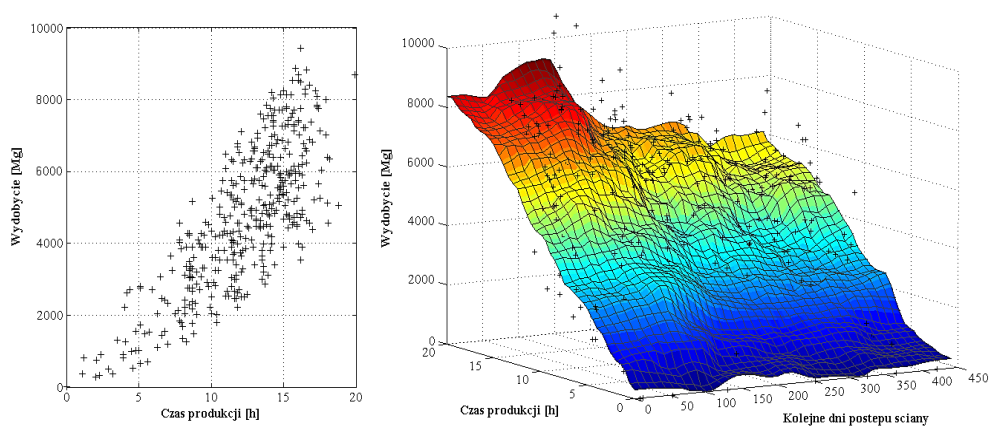 10000
8000
6000
4000
2000
0
Wydobycie [Mg]
0 5 10 15 20
Czas produkcji [h]
10000
8000
6000
4000
2000
0
Wydobycie [Mg]
20
15
10
5
0
Czas produkcji [h]
0 50 100 150 200 250 300 350 400 450
Kolejne dni postepu sciany